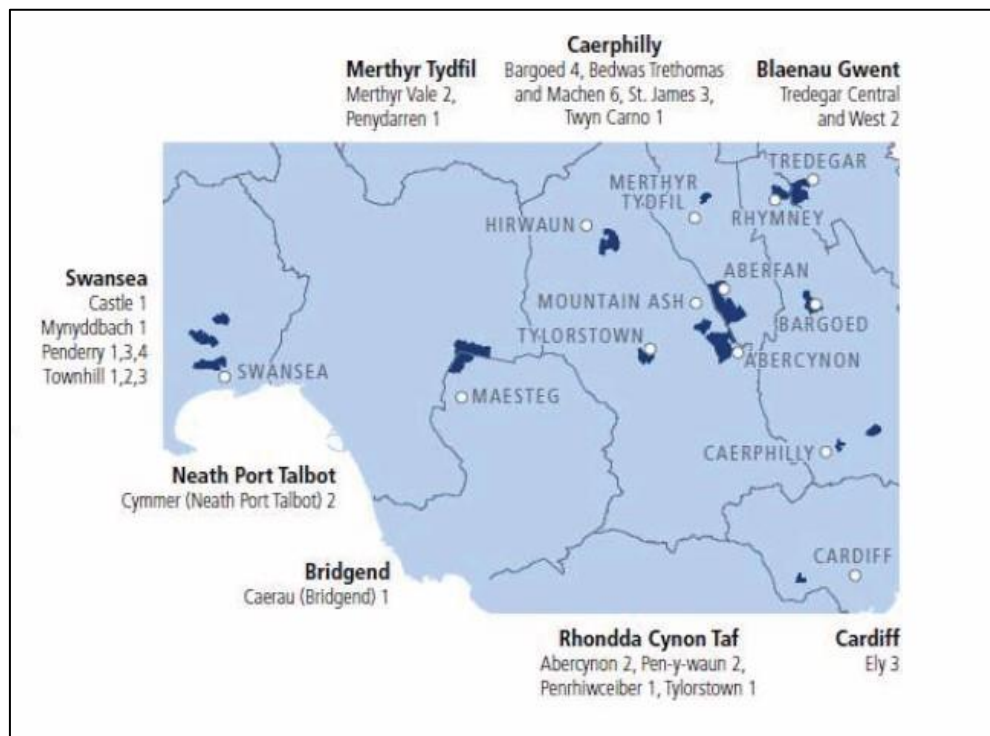 Merthyr Tydfil
Merthyr Vale 2,
Penydarren 1
Caerphilly
Bargoed 4, Bedwas Trethomas
and Machen 6, St. James 3,
Twyn Carno 1
Blaenau Gwent
Tredegar Central
and West 2
TREDEGAR
MERTHYR
TYDFIL
RHYMNEY
HIRWAUN
ABERFAN
Swansea
Castle 1
Mynyddbach 1
Penderry 1,3,4
Townhill 1,2,3
MOUNTAIN ASH
BARGOED
TYLORSTOWN
ABERCYNON
SWANSEA
MAESTEG
CAERPHILLY
Neath Port Talbot
Cymmer (Neath Port Talbot) 2
CARDIFF
Bridgend
Caerau (Bridgend) 1
Rhondda Cynon Taf
Abercynon 2, Pen-y-waun 2,
Penrhiwceiber 1, Tylorstown 1
Cardiff
Ely 3